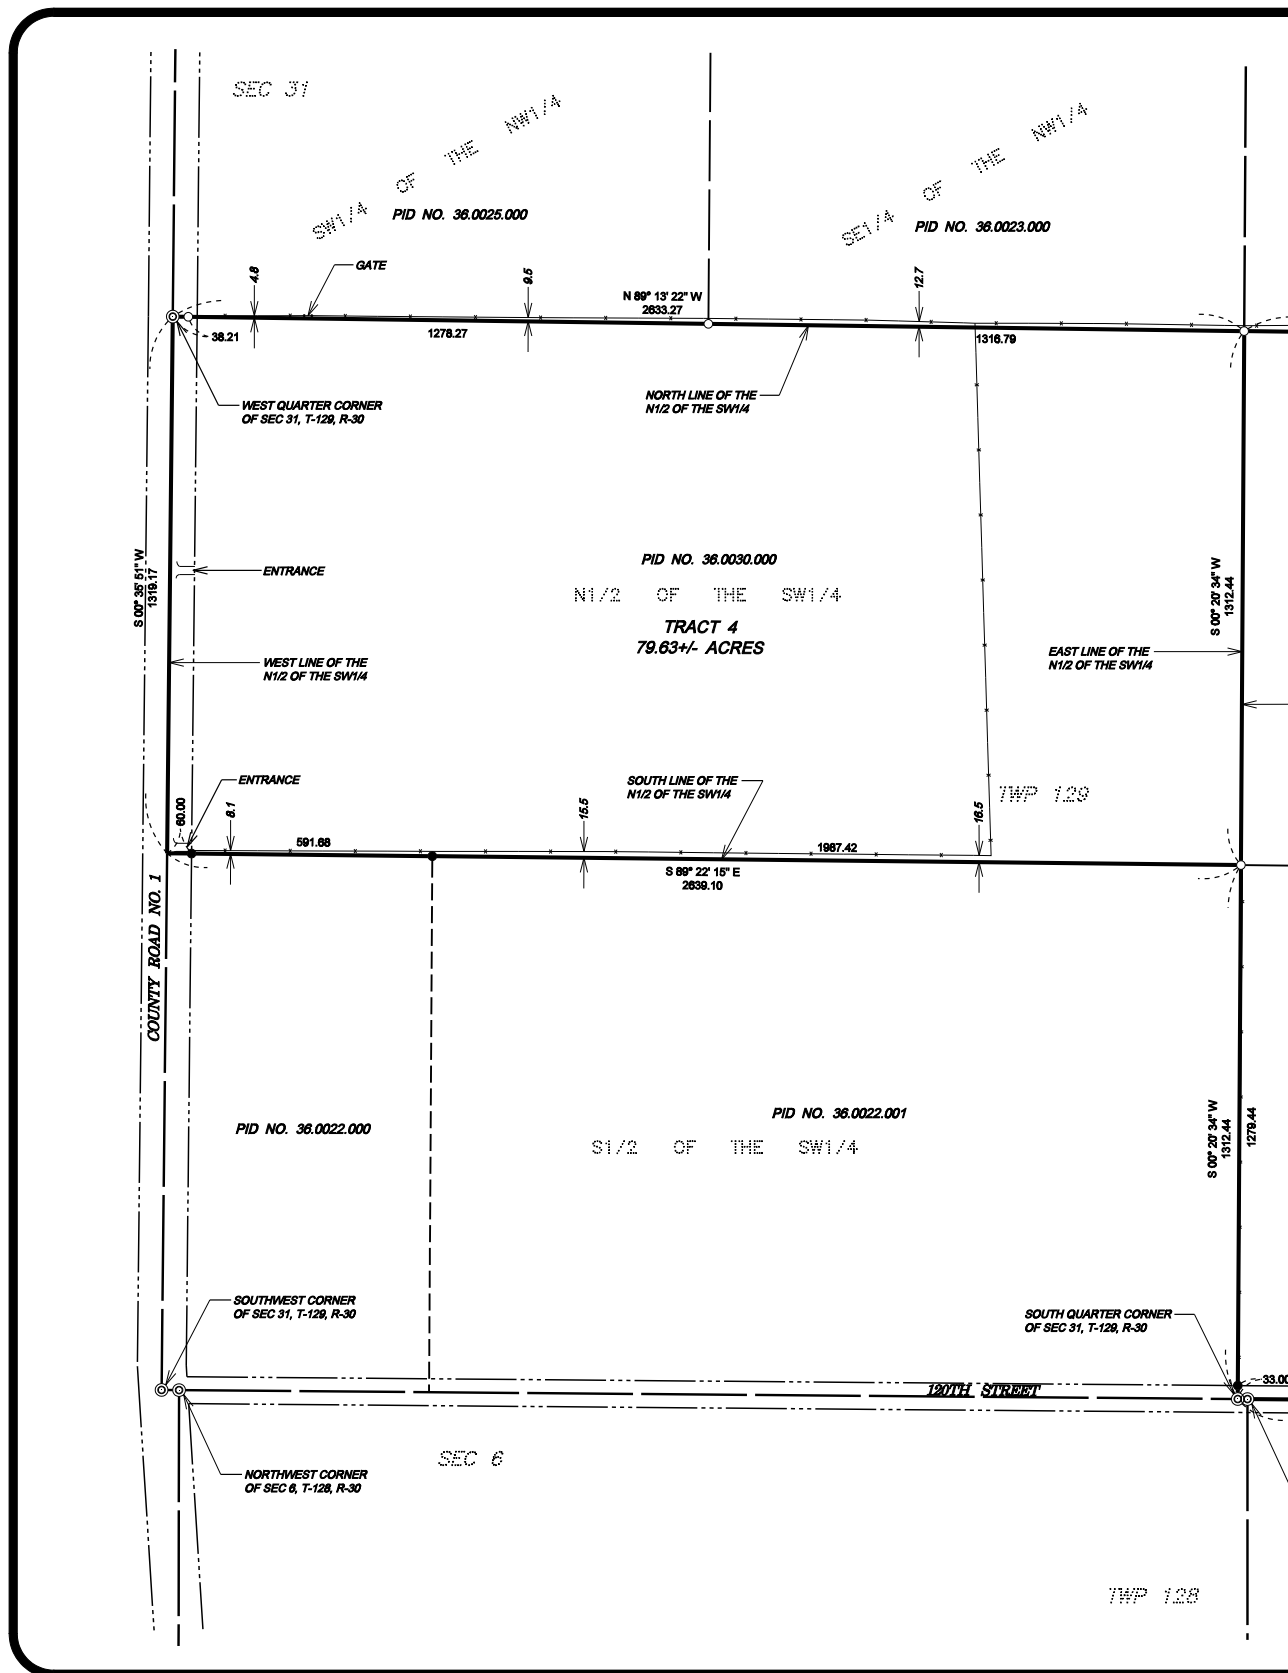 SEC 31
SW1/4 OF THE NW1/4
PID NO. 36.0025.000
SE1/4 OF THE NW1/4
PID NO. 36.0023.000
4.8
GATE
9.5
N 89° 13' 22" W
2633.27
12.7
38.21
1278.27
1316.79
WEST QUARTER CORNER
OF SEC 31, T-129, R-30
NORTH LINE OF THE
N1/2 OF THE SW1/4
S 00° 35' 51" W
1319.17
ENTRANCE
PID NO. 36.0030.000
N1/2 OF THE SW1/4
TRACT 4
79.63+/- ACRES
S 00° 20' 34" W
1312.44
WEST LINE OF THE
N1/2 OF THE SW1/4
EAST LINE OF THE
N1/2 OF THE SW1/4
ENTRANCE
SOUTH LINE OF THE
N1/2 OF THE SW1/4
TWP 129
60.00
8.1
15.5
16.5
591.68
1987.42
S 89° 22' 15" E
2639.10
COUNTY ROAD NO. 1
PID NO. 36.0022.000
PID NO. 36.0022.001
S1/2 OF THE SW1/4
S 00° 20' 34" W
1312.44
1279.44
SOUTHWEST CORNER
OF SEC 31, T-129, R-30
SOUTH QUARTER CORNER
OF SEC 31, T-129, R-30
33.00
120TH STREET
SEC 6
NORTHWEST CORNER
OF SEC 6, T-128, R-30
TWP 128